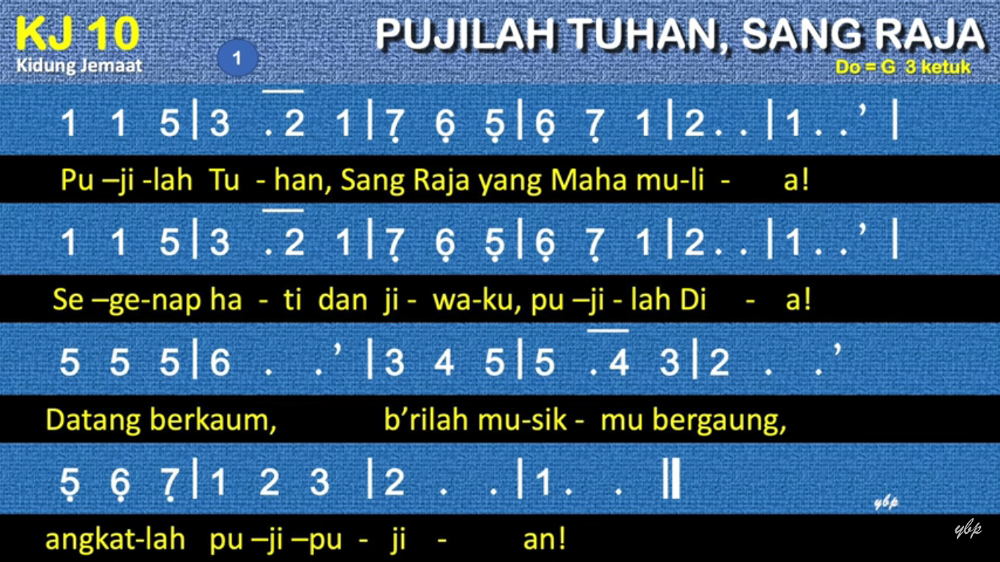 KJ 10
PUJILAH TUHAN, SANG RAJA
Kidung Jemaat
1
Do = G 3 ketuk
1 1 5 | 3 .̅2̅ 1 | 7̣ 6̣ 5̣ | 6̣ 7̣ 1 | 2 . . | 1 . . ’ |
Pu –ji -lah Tu - han, Sang Raja yang Maha mu-li - a!
1 1 5 | 3 .̅2̅ 1 | 7̣ 6̣ 5̣ | 6̣ 7̣ 1 | 2 . . | 1 . . ’ |
Se –ge-nap ha - ti dan ji - wa-ku, pu –ji - lah Di - a!
5 5 5 | 6 . . ’ | 3 4 5 | 5 .̅4̅ 3 | 2 . . ’
Datang berkaum, b’rilah mu-sik - mu bergaung,
5̣ 6̣ 7̣ | 1 2 3 | 2 . . | 1 . . ||
ybp
angkat-lah pu –ji –pu - ji - an!
ybp